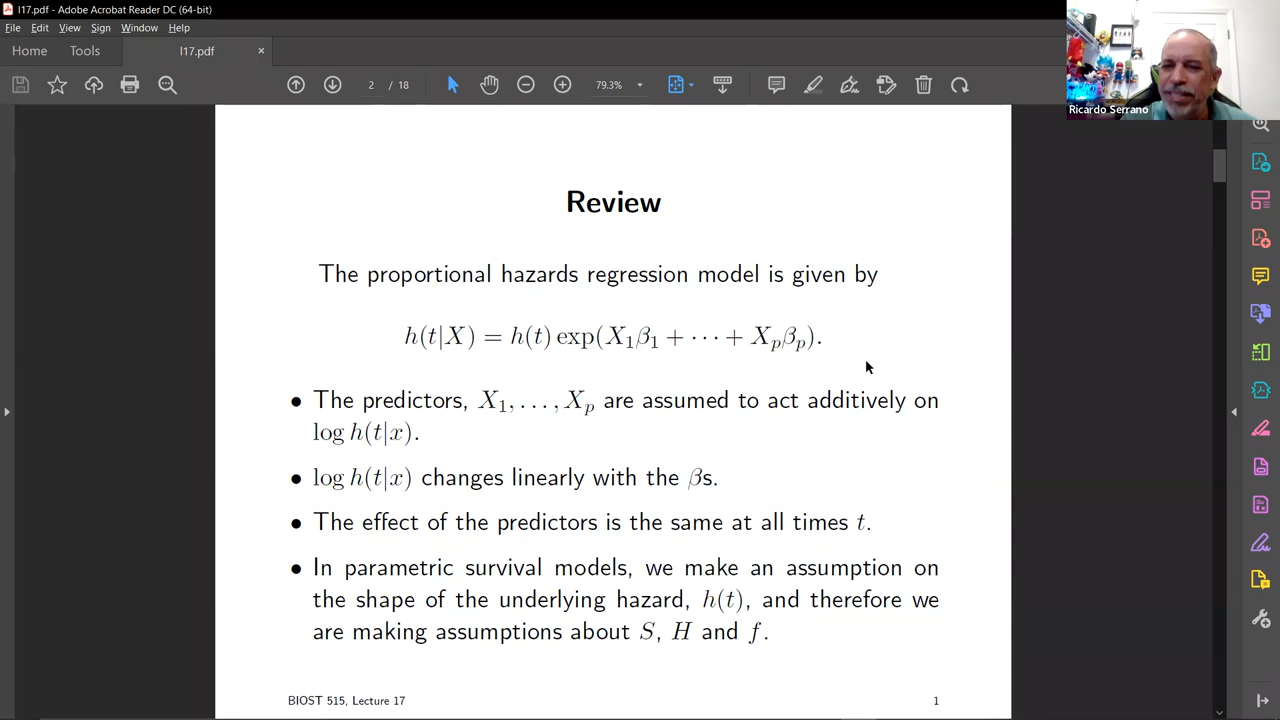 l17.pdf - Adobe Acrobat Reader DC (64-bit)
File Edit View Sign Window Help
Home Tools l17.pdf ×
2 / 18 79.3%
Ricardo Serrano
Review
The proportional hazards regression model is given by
h(t|X) = h(t) exp(X₁β₁ + ··· + Xₚβₚ).
• The predictors, X₁, . . . , Xₚ are assumed to act additively on
log h(t|x).
• log h(t|x) changes linearly with the βs.
• The effect of the predictors is the same at all times t.
• In parametric survival models, we make an assumption on
the shape of the underlying hazard, h(t), and therefore we
are making assumptions about S, H and f.
BIOST 515, Lecture 17 1